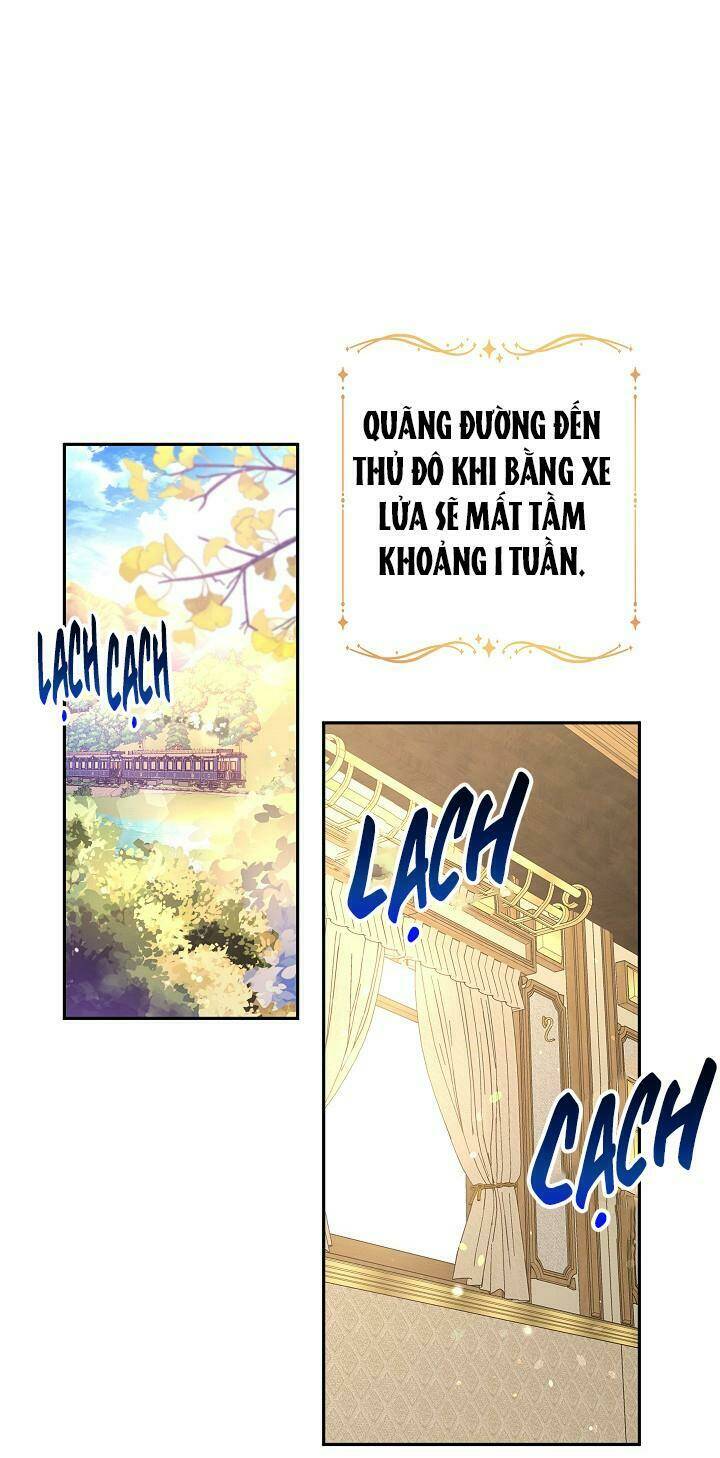 QUÃNG ĐƯỜNG ĐẾN
THỦ ĐÔ KHI BẰNG XE
LỬA SẼ MẤT TẦM
KHOẢNG 1 TUẦN.
LẠCH CẠCH
LẠCH
CẠCH